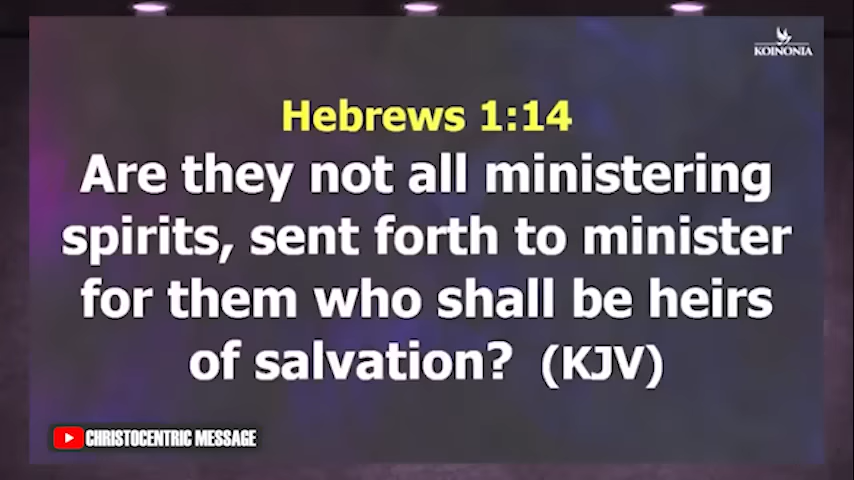 KOINONIA
Hebrews 1:14
Are they not all ministering
spirits, sent forth to minister
for them who shall be heirs
of salvation? (KJV)
CHRISTOCENTRIC MESSAGE